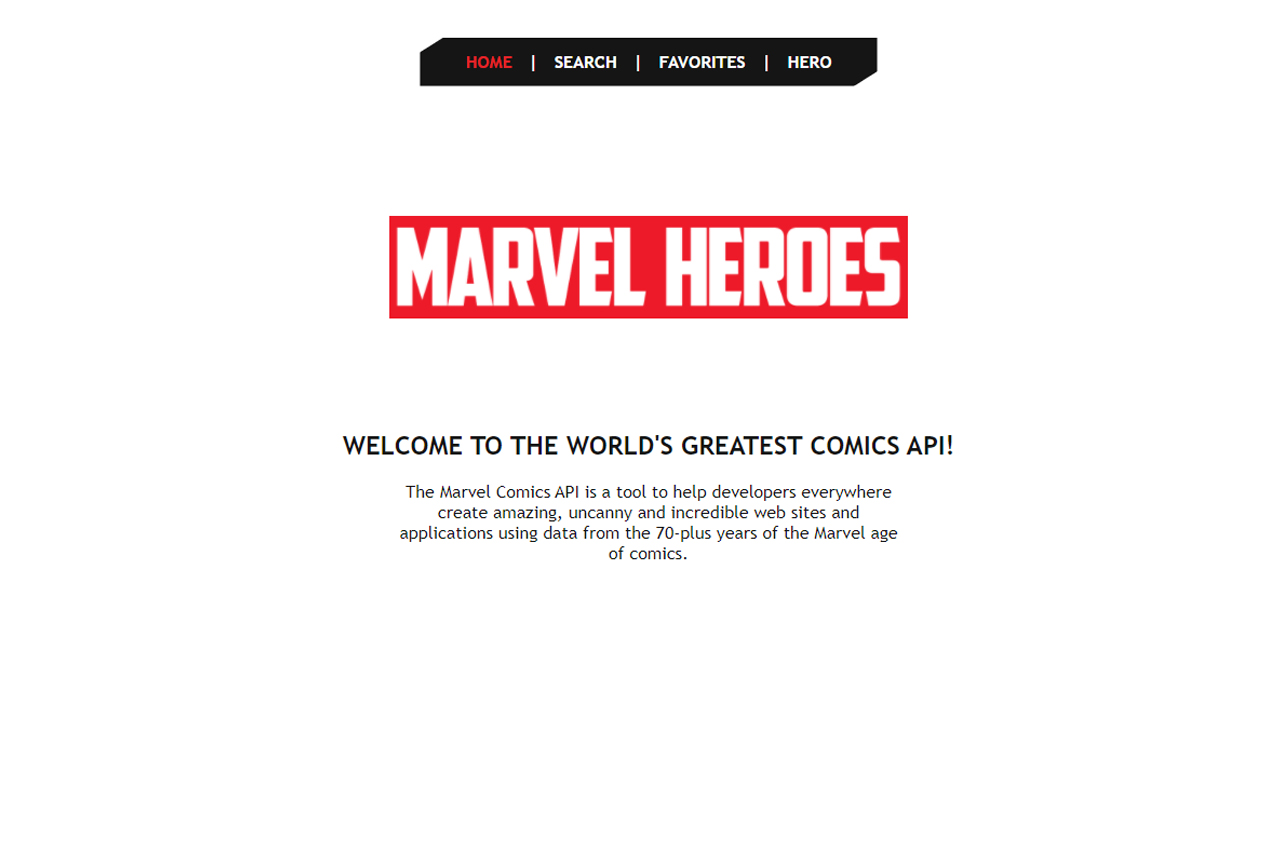 HOME | SEARCH | FAVORITES | HERO
MARVEL HEROES
WELCOME TO THE WORLD'S GREATEST COMICS API!
The Marvel Comics API is a tool to help developers everywhere
create amazing, uncanny and incredible web sites and
applications using data from the 70-plus years of the Marvel age
of comics.